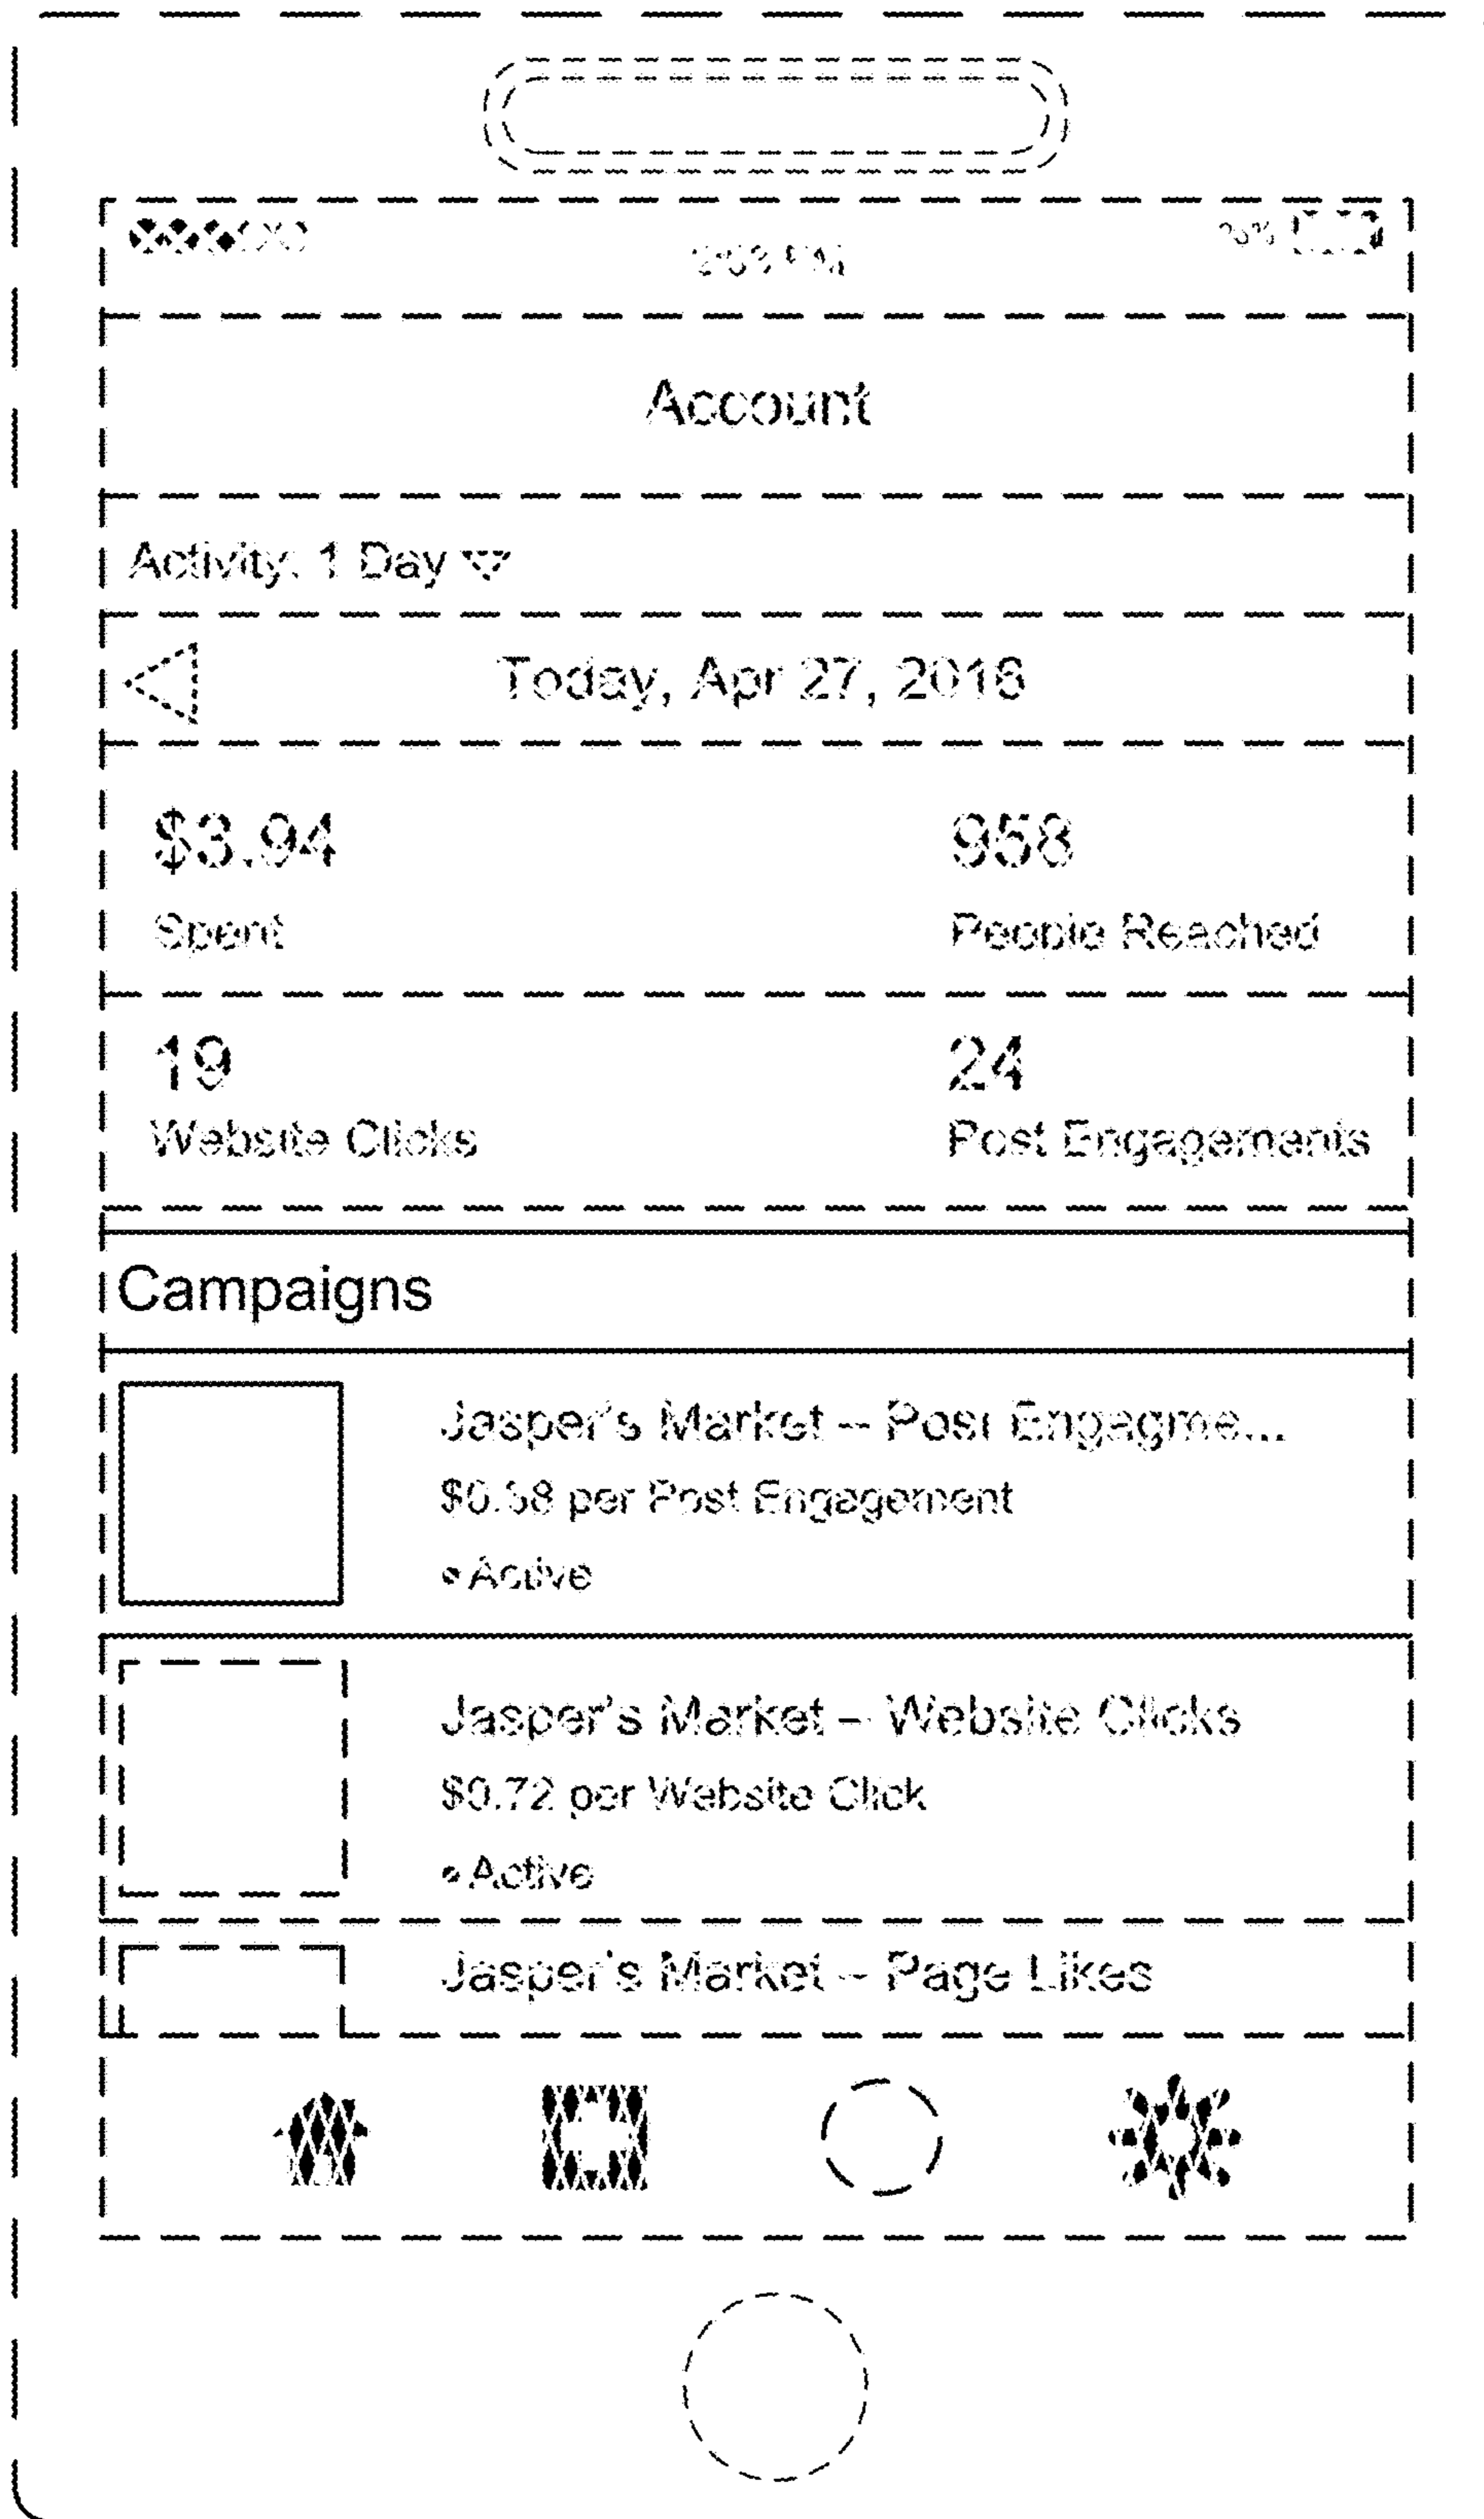 Account
Activity: 1 Day
Today, Apr 27, 2016
$3.94 958
Spent People Reached
19 24
Website Clicks Post Engagements
Campaigns
Jasper's Market – Post Engagme...
per Post Engagement
Active
Jasper's Market – Website Clicks
$0.72 per Website Click
Active
Jasper's Market – Page Likes